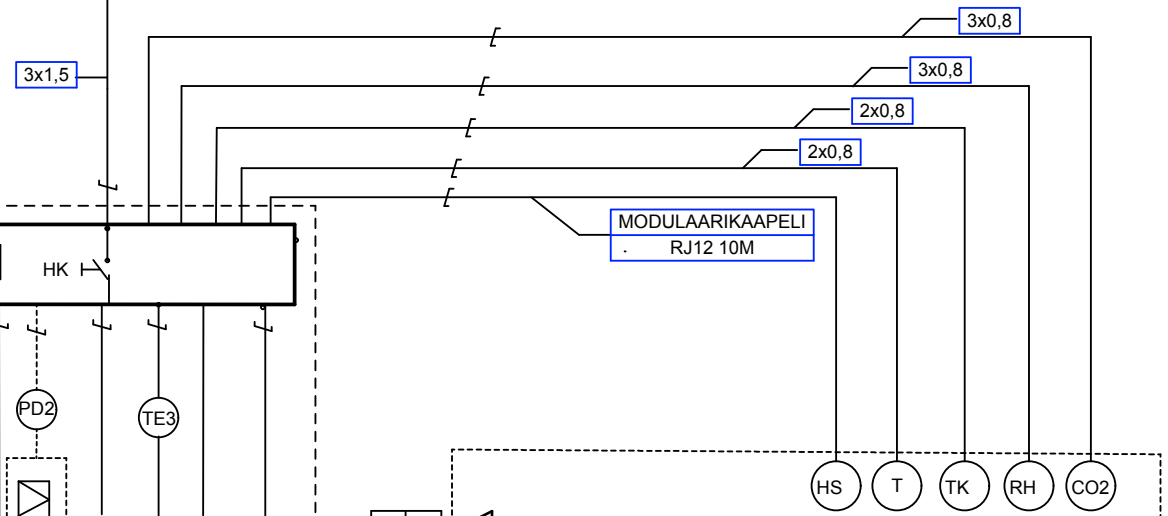 3x0,8
3x1,5
3x0,8
2x0,8
2x0,8
MODULAARIKAAPELI
. RJ12 10M
HK
PD2
TE3
HS
T
TK
RH
CO2